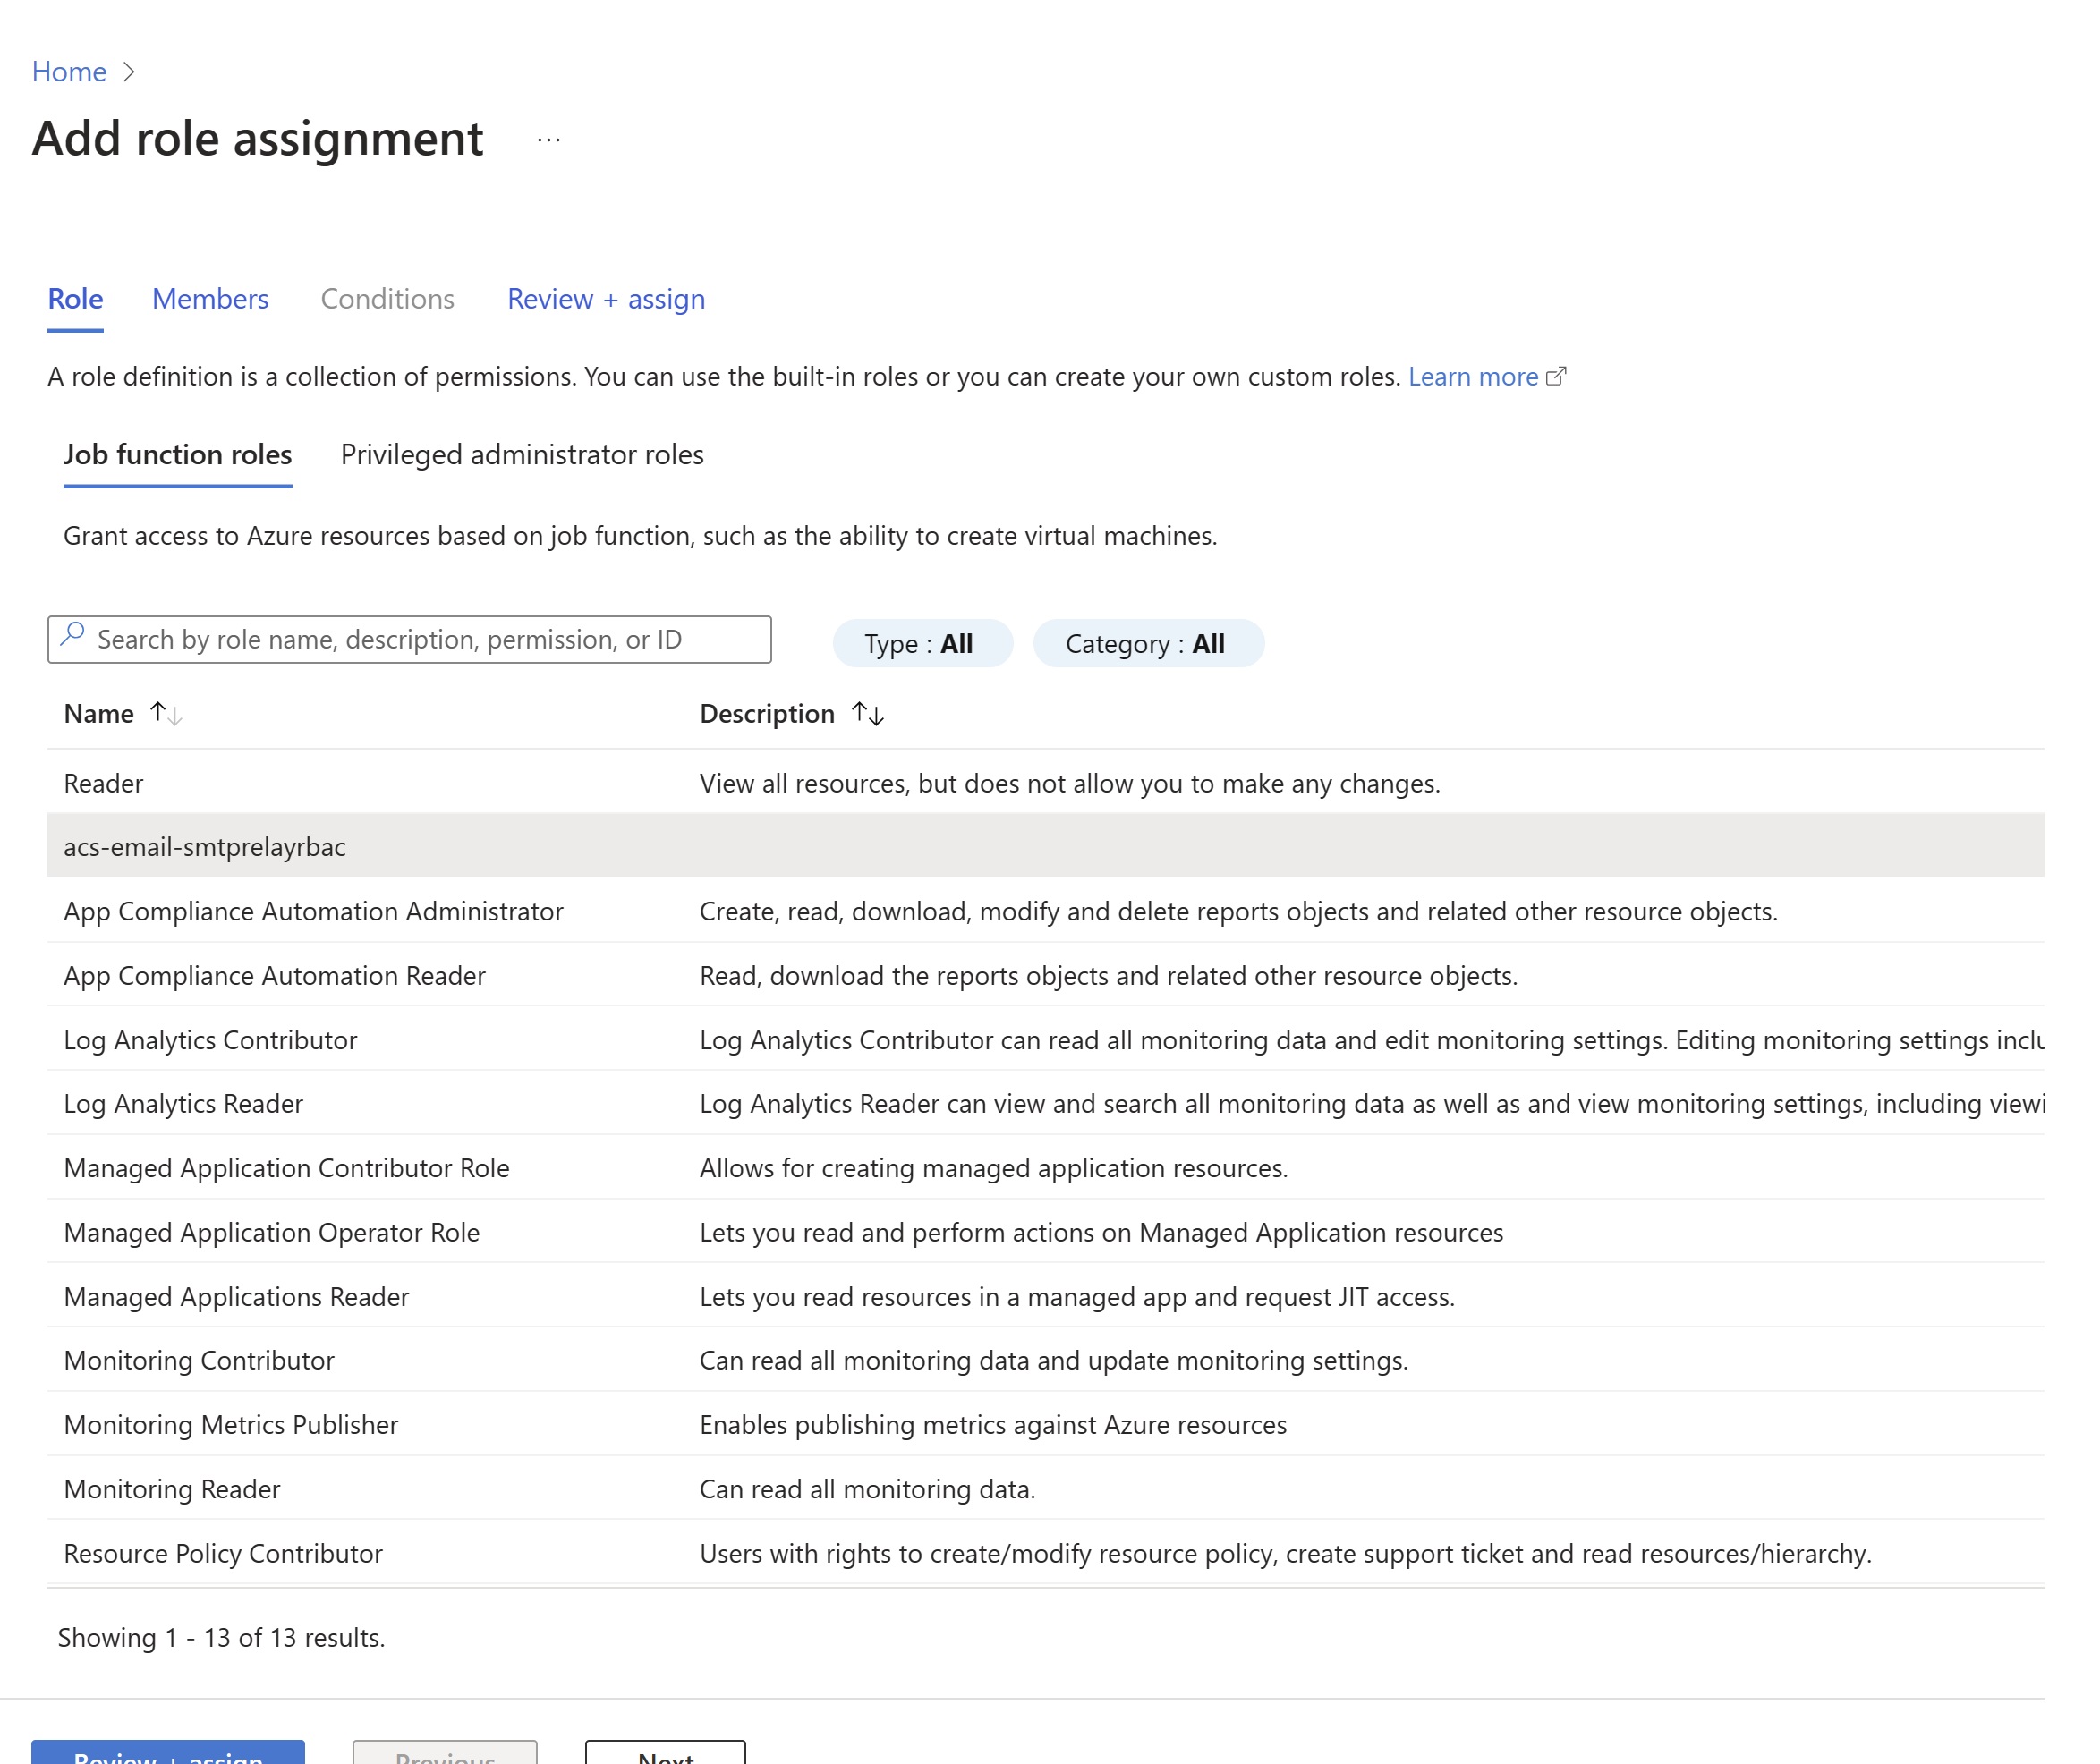 Home
Add role assignment ...
Role Members Conditions Review + assign
A role definition is a collection of permissions. You can use the built-in roles or you can create your own custom roles. Learn more
Job function roles Privileged administrator roles
Grant access to Azure resources based on job function, such as the ability to create virtual machines.
Search by role name, description, permission, or ID Type : All Category : All
Name Description
Reader View all resources, but does not allow you to make any changes.
acs-email-smtprelayrbac
App Compliance Automation Administrator Create, read, download, modify and delete reports objects and related other resource objects.
App Compliance Automation Reader Read, download the reports objects and related other resource objects.
Log Analytics Contributor Log Analytics Contributor can read all monitoring data and edit monitoring settings. Editing monitoring settings inclu
Log Analytics Reader Log Analytics Reader can view and search all monitoring data as well as and view monitoring settings, including viewi
Managed Application Contributor Role Allows for creating managed application resources.
Managed Application Operator Role Lets you read and perform actions on Managed Application resources
Managed Applications Reader Lets you read resources in a managed app and request JIT access.
Monitoring Contributor Can read all monitoring data and update monitoring settings.
Monitoring Metrics Publisher Enables publishing metrics against Azure resources
Monitoring Reader Can read all monitoring data.
Resource Policy Contributor Users with rights to create/modify resource policy, create support ticket and read resources/hierarchy.
Showing 1 - 13 of 13 results.
Review + assign Previous Next